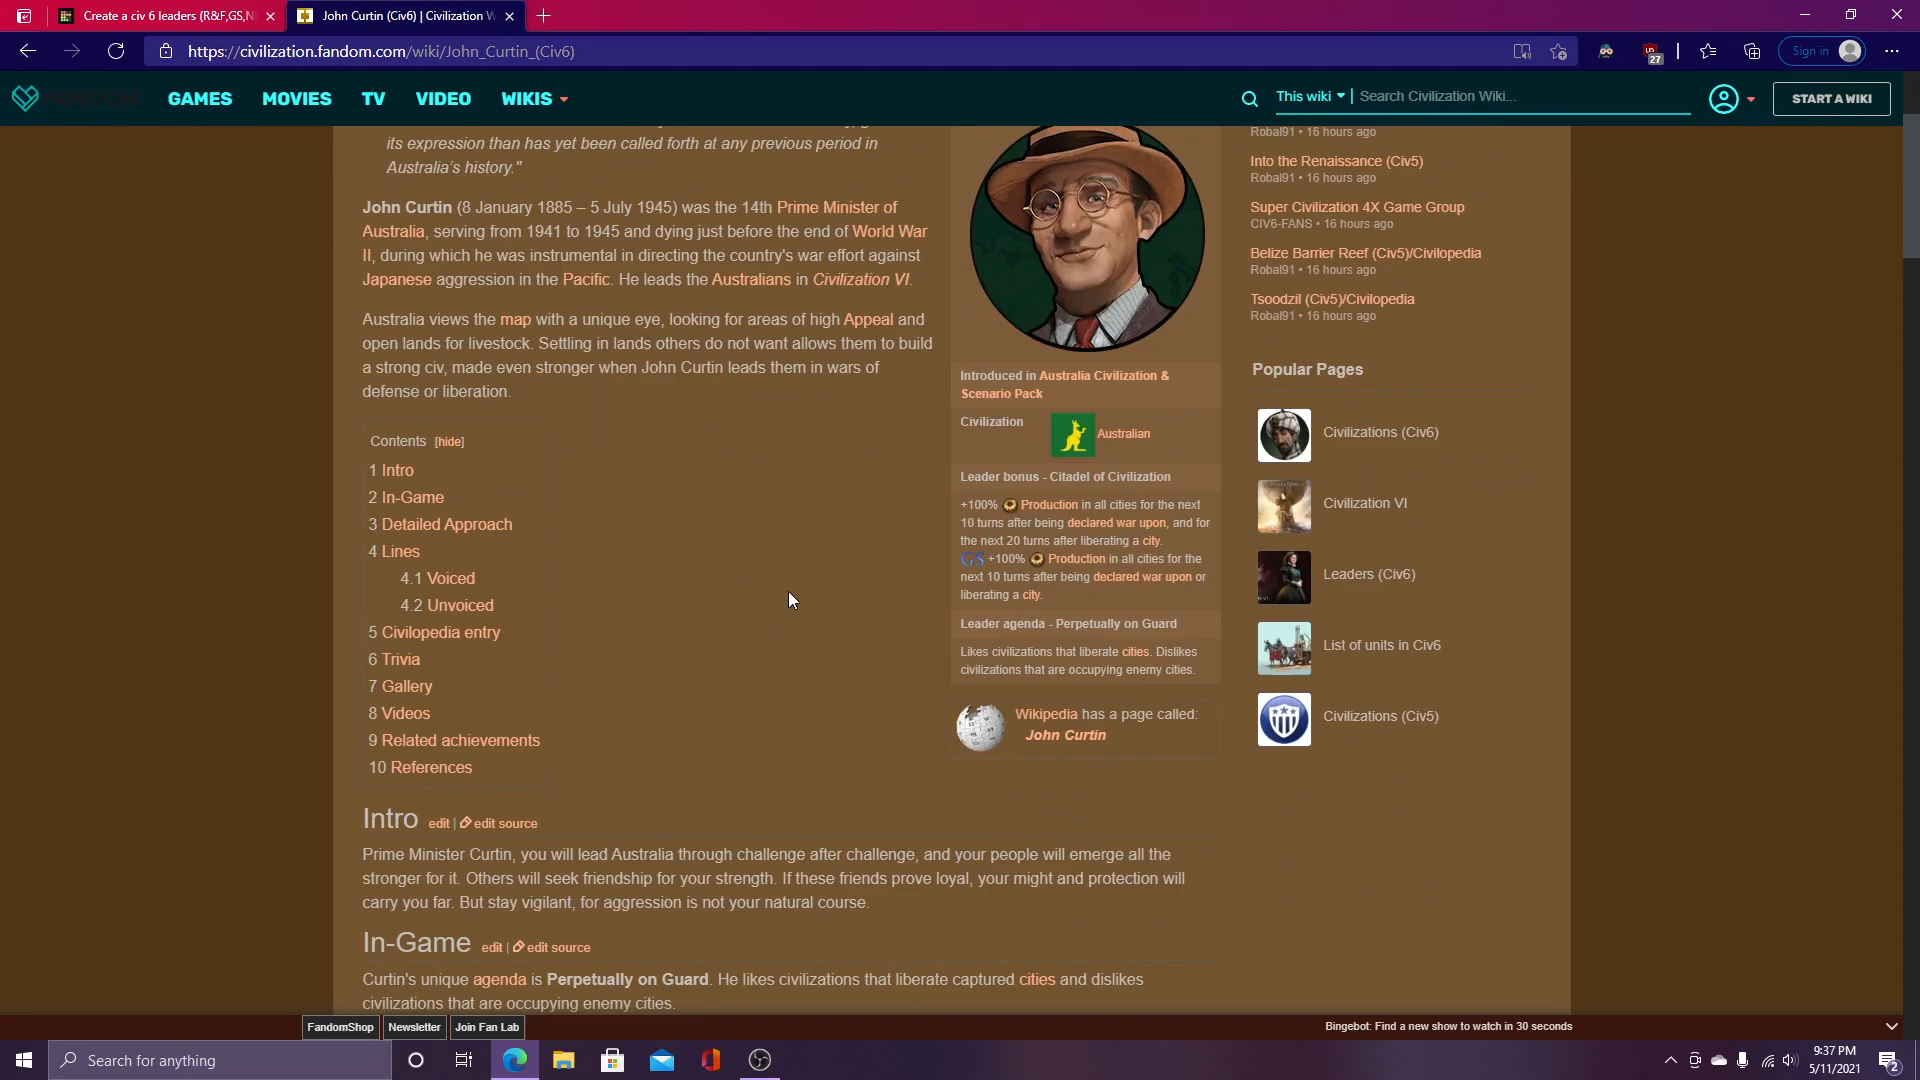 Create a civ 6 leaders (R&F,GS,N
John Curtin (Civ6) | Civilization W
https://civilization.fandom.com/wiki/John_Curtin_(Civ6)
27
Sign in
FANDOM
GAMES
MOVIES
TV
VIDEO
WIKIS
This wiki
Search Civilization Wiki...
START A WIKI
its expression than has yet been called forth at any previous period in
Australia's history."
John Curtin (8 January 1885 – 5 July 1945) was the 14th Prime Minister of
Australia, serving from 1941 to 1945 and dying just before the end of World War
II, during which he was instrumental in directing the country's war effort against
Japanese aggression in the Pacific. He leads the Australians in Civilization VI.
Australia views the map with a unique eye, looking for areas of high Appeal and
open lands for livestock. Settling in lands others do not want allows them to build
a strong civ, made even stronger when John Curtin leads them in wars of
defense or liberation.
Contents [hide]
1 Intro
2 In-Game
3 Detailed Approach
4 Lines
4.1 Voiced
4.2 Unvoiced
5 Civilopedia entry
6 Trivia
7 Gallery
8 Videos
9 Related achievements
10 References
Intro edit | edit source
Prime Minister Curtin, you will lead Australia through challenge after challenge, and your people will emerge all the
stronger for it. Others will seek friendship for your strength. If these friends prove loyal, your might and protection will
carry you far. But stay vigilant, for aggression is not your natural course.
In-Game edit | edit source
Curtin's unique agenda is Perpetually on Guard. He likes civilizations that liberate captured cities and dislikes
civilizations that are occupying enemy cities.
Introduced in Australia Civilization &
Scenario Pack
Civilization
Australian
Leader bonus - Citadel of Civilization
+100% Production in all cities for the next
10 turns after being declared war upon, and for
the next 20 turns after liberating a city.
GS +100% Production in all cities for the
next 10 turns after being declared war upon or
liberating a city.
Leader agenda - Perpetually on Guard
Likes civilizations that liberate cities. Dislikes
civilizations that are occupying enemy cities.
Wikipedia has a page called:
John Curtin
Robal91 • 16 hours ago
Into the Renaissance (Civ5)
Robal91 • 16 hours ago
Super Civilization 4X Game Group
CIV6-FANS • 16 hours ago
Belize Barrier Reef (Civ5)/Civilopedia
Robal91 • 16 hours ago
Tsoodzil (Civ5)/Civilopedia
Robal91 • 16 hours ago
Popular Pages
Civilizations (Civ6)
Civilization VI
Leaders (Civ6)
List of units in Civ6
Civilizations (Civ5)
FandomShop
Newsletter
Join Fan Lab
Bingebot: Find a new show to watch in 30 seconds
Search for anything
9:37 PM
5/11/2021
2